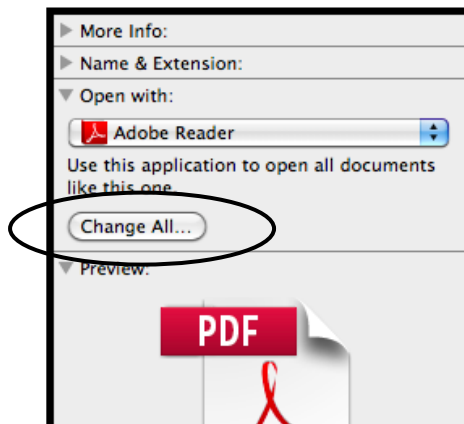 More Info:
Name & Extension:
Open with:
Adobe Reader
Use this application to open all documents
like this one.
Change All...
Preview:
PDF